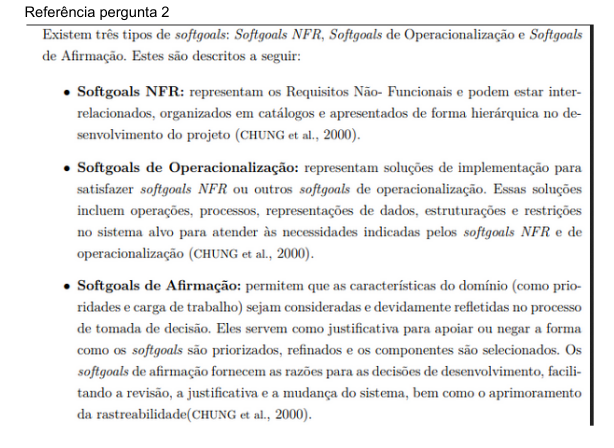 Referência pergunta 2
Existem três tipos de softgoals: Softgoals NFR, Softgoals de Operacionalização e Softgoals
de Afirmação. Estes são descritos a seguir:
• Softgoals NFR: representam os Requisitos Não- Funcionais e podem estar inter-
relacionados, organizados em catálogos e apresentados de forma hierárquica no de-
senvolvimento do projeto (CHUNG et al., 2000).
• Softgoals de Operacionalização: representam soluções de implementação para
satisfazer softgoals NFR ou outros softgoals de operacionalização. Essas soluções
incluem operações, processos, representações de dados, estruturações e restrições
no sistema alvo para atender às necessidades indicadas pelos softgoals NFR e de
operacionalização (CHUNG et al., 2000).
• Softgoals de Afirmação: permitem que as características do domínio (como prio-
ridades e carga de trabalho) sejam consideradas e devidamente refletidas no processo
de tomada de decisão. Eles servem como justificativa para apoiar ou negar a forma
como os softgoals são priorizados, refinados e os componentes são selecionados. Os
softgoals de afirmação fornecem as razões para as decisões de desenvolvimento, facili-
tando a revisão, a justificativa e a mudança do sistema, bem como o aprimoramento
da rastreabilidade(CHUNG et al., 2000).